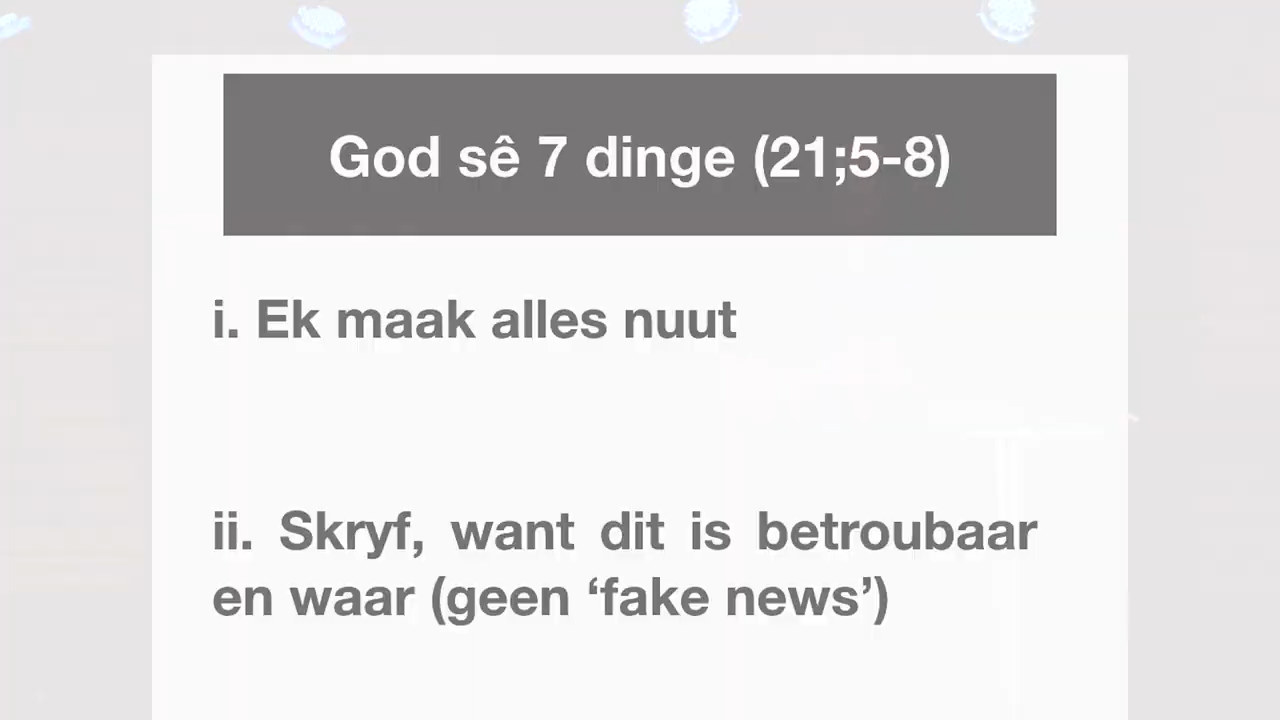 God sê 7 dinge (21;5-8)
i. Ek maak alles nuut
ii. Skryf, want dit is betroubaar
en waar (geen ‘fake news’)